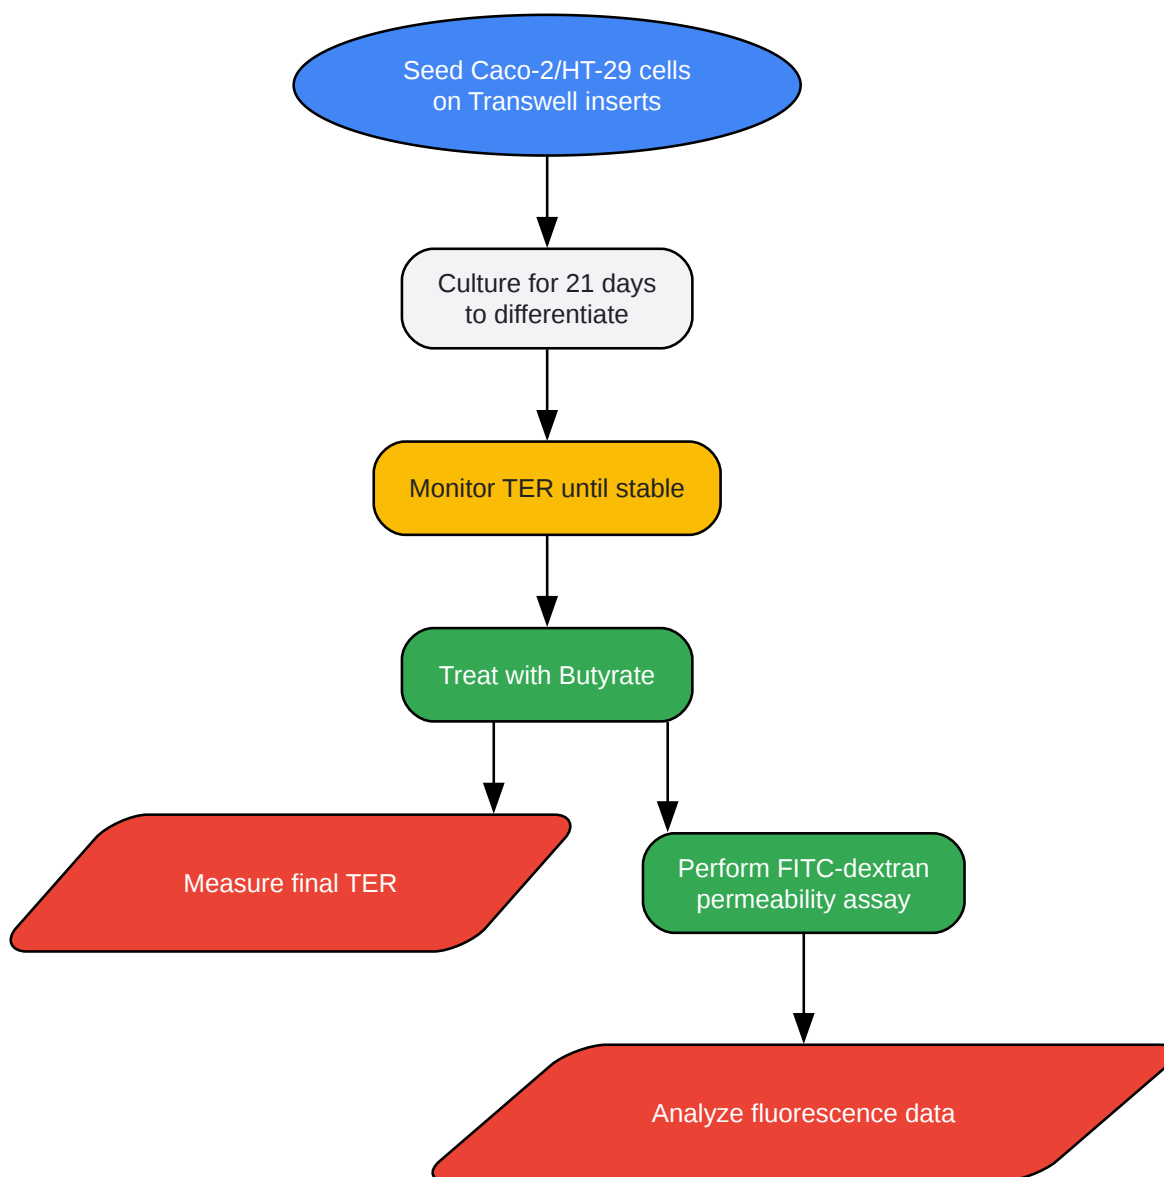 Seed Caco-2/HT-29 cells
on Transwell inserts
Culture for 21 days
to differentiate
Monitor TER until stable
Treat with Butyrate
Measure final TER
Perform FITC-dextran
permeability assay
Analyze fluorescence data